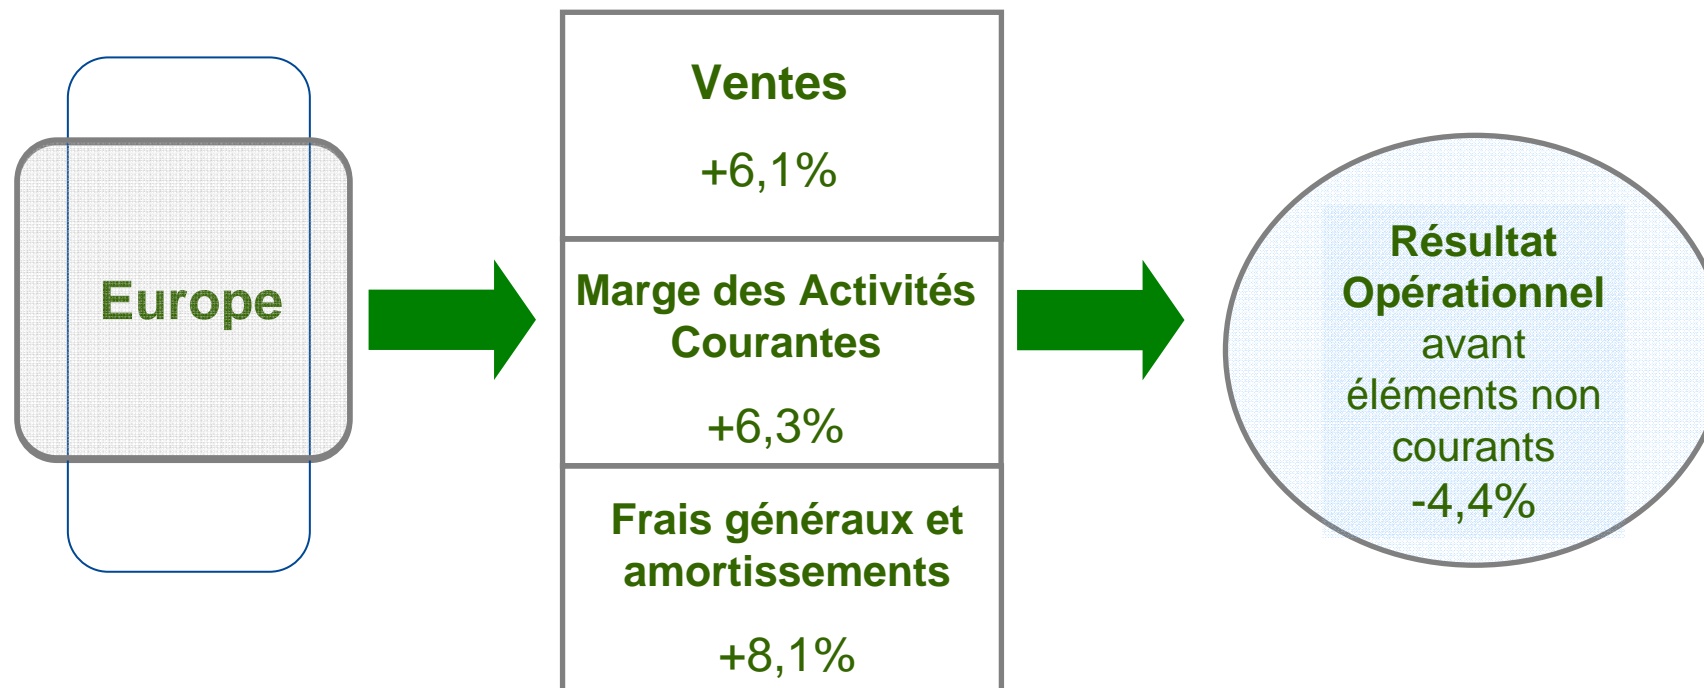 Europe
Ventes
+6,1%
Marge des Activités
Courantes
+6,3%
Frais généraux et
amortissements
+8,1%
Résultat
Opérationnel
avant
éléments non
courants
-4,4%